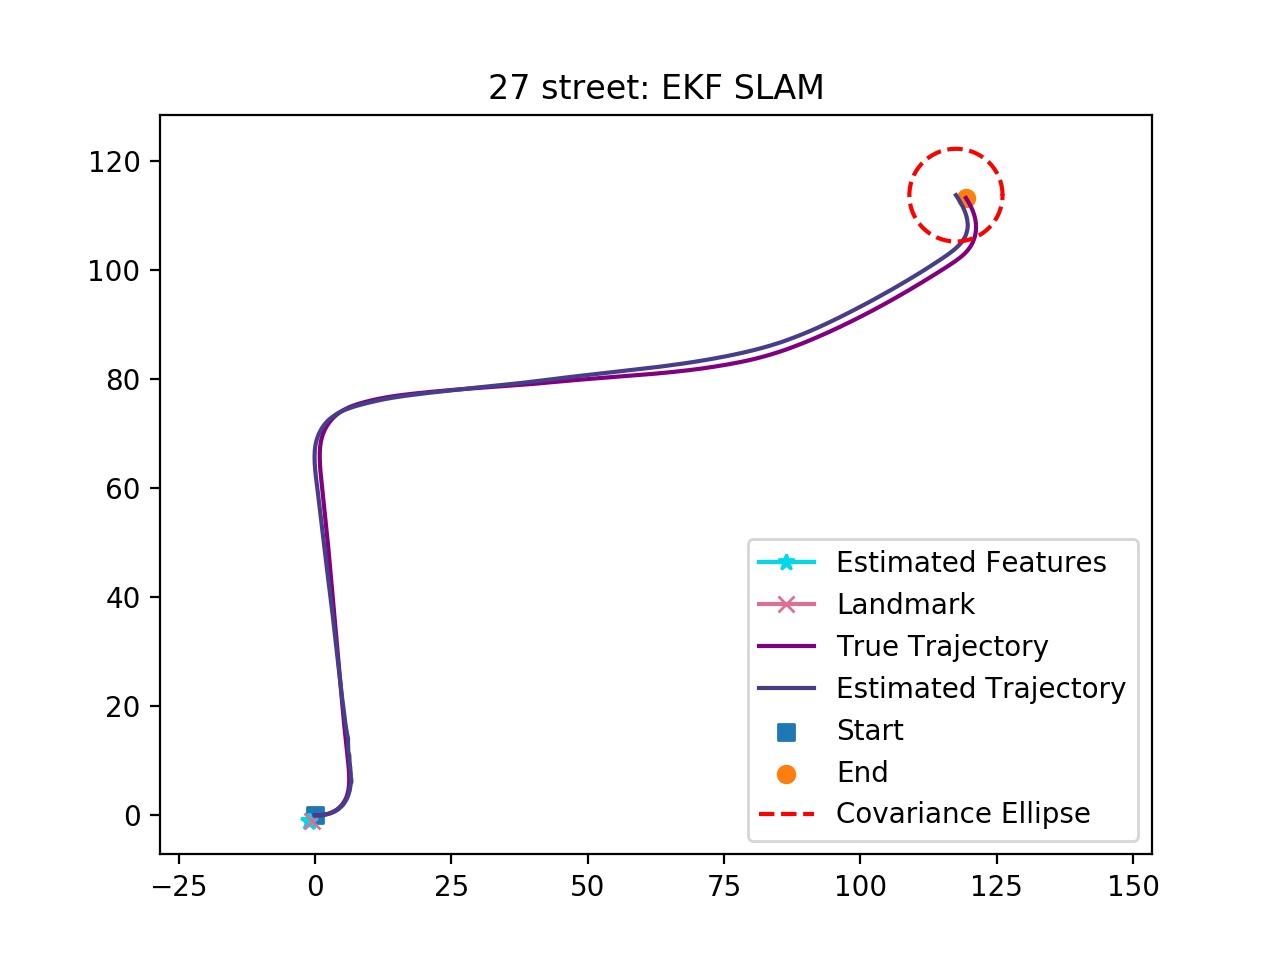 27 street: EKF SLAM
120
100
80
60
40
20
0
−25 0 25 50 75 100 125 150
Estimated Features
Landmark
True Trajectory
Estimated Trajectory
Start
End
Covariance Ellipse